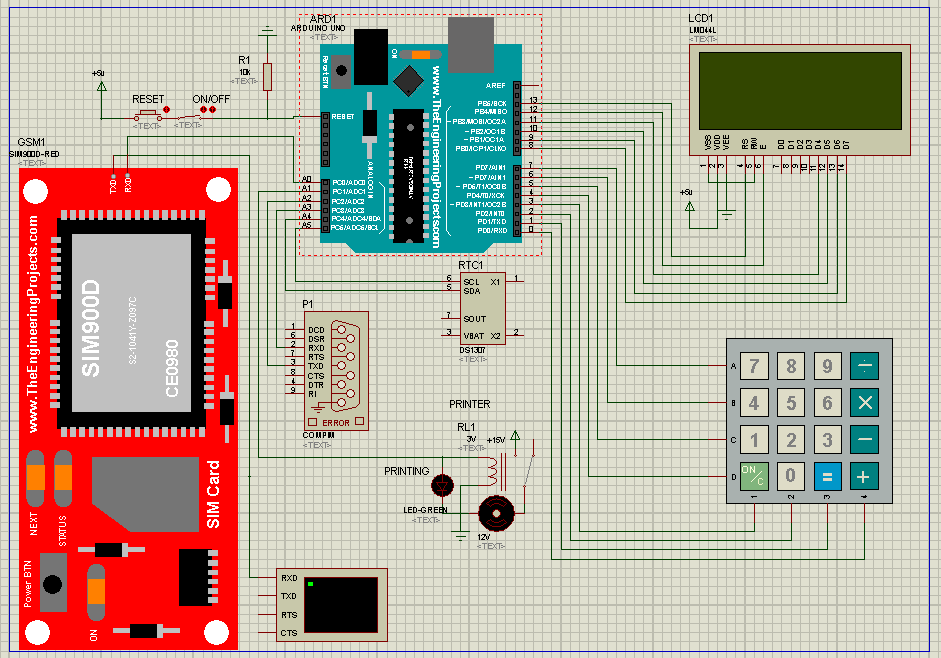 ARD1
ARDUINO UNO
<TEXT>
R1
10k
<TEXT>
+5v
RESET
<TEXT>
ON/OFF
<TEXT>
Reset BTN
ON
www.TheEngineeringProjects.com
ANALOG IN
RESET
AREF
PB5/SCK
PB4/MISO
~ PB3/MOSI/OC2A
~ PB2/OC1B
~ PB1/OC1A
PB0/ICP1/CLKO
PD7/AIN1
~ PD6/AIN1
~ PD5/T1/OC0B
PD4/T0/XCK
~ PD3/INT1/OC2B
PD2/INT0
PD1/TXD
PD0/RXD
13
12
11
10
9
8
7
6
5
4
3
2
1
0
A0
A1
A2
A3
A4
A5
PC0/ADC0
PC1/ADC1
PC2/ADC2
PC3/ADC3
PC4/ADC4/SDA
PC5/ADC5/SCL
LCD1
LM044L
<TEXT>
VSS
VDD
VEE
RS
RW
E
D0
D1
D2
D3
D4
D5
D6
D7
1
2
3
4
5
6
7
8
9
10
11
12
13
14
+5v
GSM1
SIM900D-RED
<TEXT>
TXD
RXD
www.TheEngineeringProjects.com
SIM900D
S2-1041Y-Z097C
CE0980
SIM Card
NEXT
STATUS
Power BTN
ON
RTC1
6
5
7
3
SCL
SDA
SOUT
VBAT
X1
X2
1
2
DS1307
<TEXT>
P1
1
6
2
7
3
8
4
9
DCD
DSR
RXD
RTS
TXD
CTS
DTR
RI
ERROR
COMPIM
<TEXT>
PRINTER
RL1
3V
<TEXT>
+15V
PRINTING
LED-GREEN
<TEXT>
12V
<TEXT>
RXD
TXD
RTS
CTS
A
B
C
D
7 8 9 ÷
4 5 6 ×
1 2 3 −
ON/C 0 = +
1 2 3 4